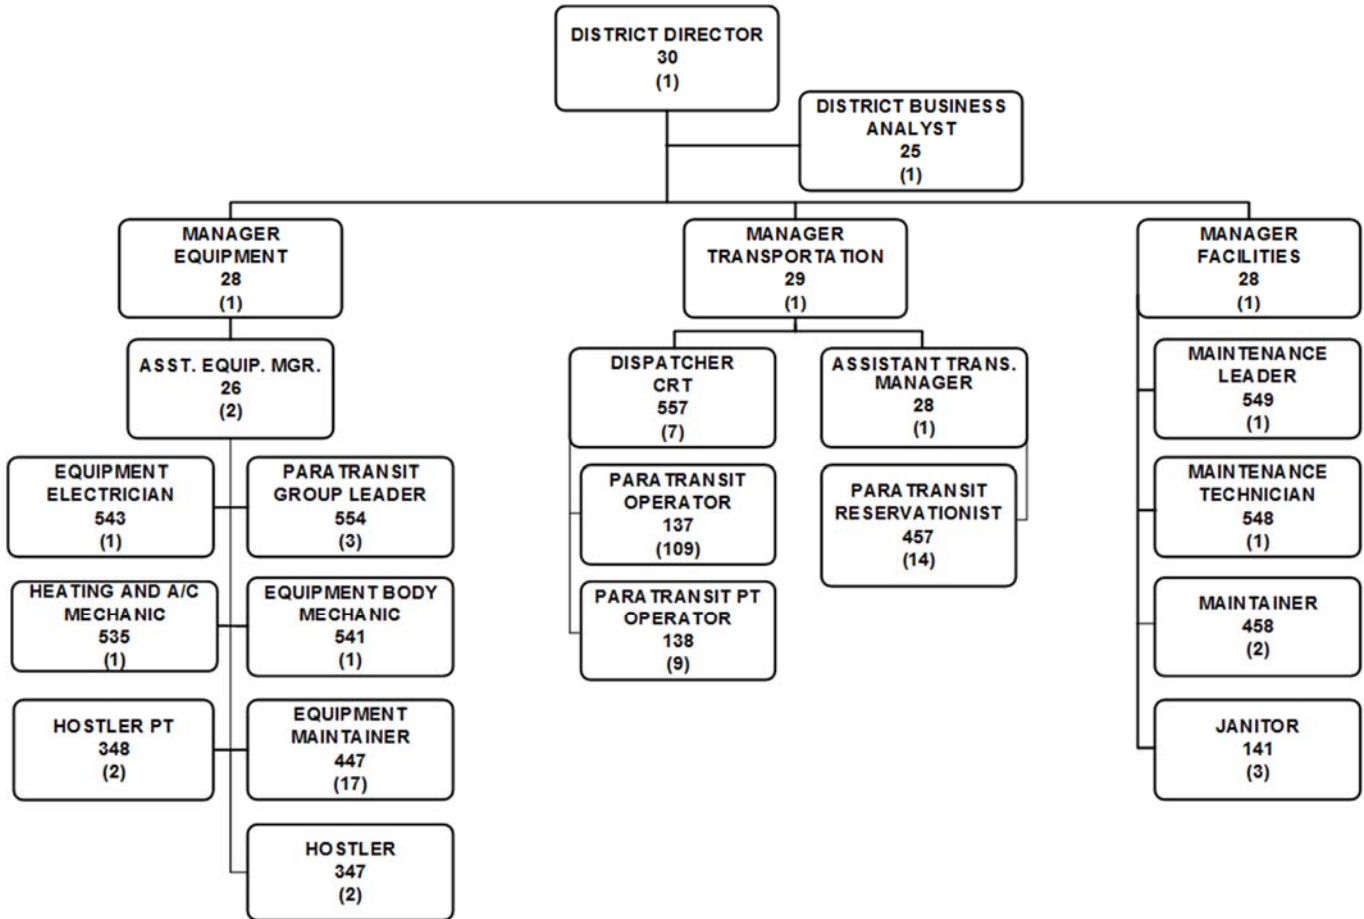 DISTRICT DIRECTOR
30
(1)
DISTRICT BUSINESS
ANALYST
25
(1)
MANAGER
EQUIPMENT
28
(1)
MANAGER
TRANSPORTATION
29
(1)
MANAGER
FACILITIES
28
(1)
ASST. EQUIP. MGR.
26
(2)
EQUIPMENT
ELECTRICIAN
543
(1)
PARATRANSIT
GROUP LEADER
554
(3)
HEATING AND A/C
MECHANIC
535
(1)
EQUIPMENT BODY
MECHANIC
541
(1)
HOSTLER PT
348
(2)
EQUIPMENT
MAINTAINER
447
(17)
HOSTLER
347
(2)
DISPATCHER
CRT
557
(7)
PARATRANSIT
OPERATOR
137
(109)
PARATRANSIT PT
OPERATOR
138
(9)
ASSISTANT TRANS.
MANAGER
28
(1)
PARATRANSIT
RESERVATIONIST
457
(14)
MAINTENANCE
LEADER
549
(1)
MAINTENANCE
TECHNICIAN
548
(1)
MAINTAINER
458
(2)
JANITOR
141
(3)